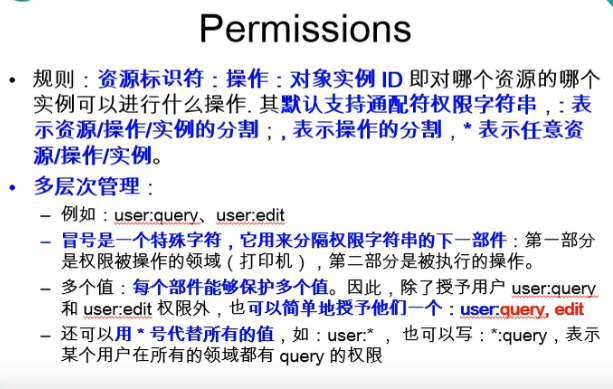 Permissions
• 规则：资源标识符：操作：对象实例 ID 即对哪个资源的哪个
实例可以进行什么操作. 其默认支持通配符权限字符串，: 表
示资源/操作/实例的分割；, 表示操作的分割，* 表示任意资
源/操作/实例。
• 多层次管理：
– 例如：user:query、user:edit
– 冒号是一个特殊字符，它用来分隔权限字符串的下一部件：第一部分
是权限被操作的领域（打印机），第二部分是被执行的操作。
– 多个值：每个部件能够保护多个值。因此，除了授予用户 user:query
和 user:edit 权限外，也可以简单地授予他们一个：user:query, edit
– 还可以用 * 号代替所有的值，如：user:* ， 也可以写：*:query，表示
某个用户在所有的领域都有 query 的权限